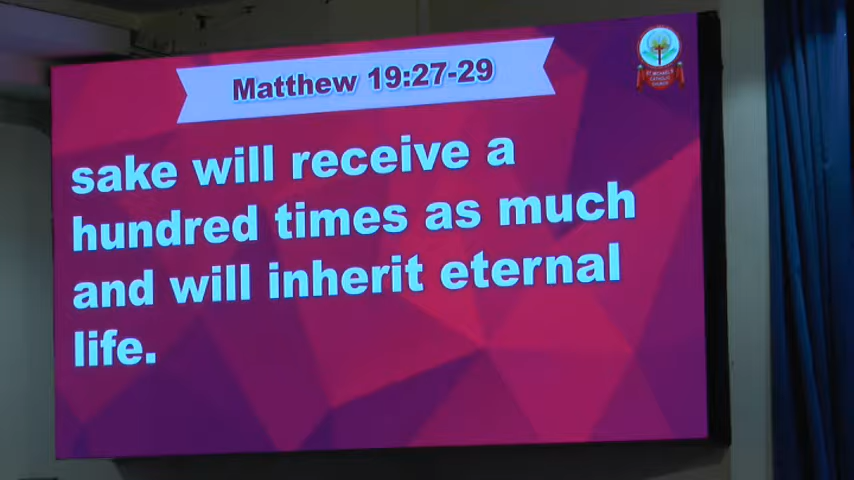 Matthew 19:27-29
sake will receive a
hundred times as much
and will inherit eternal
life.